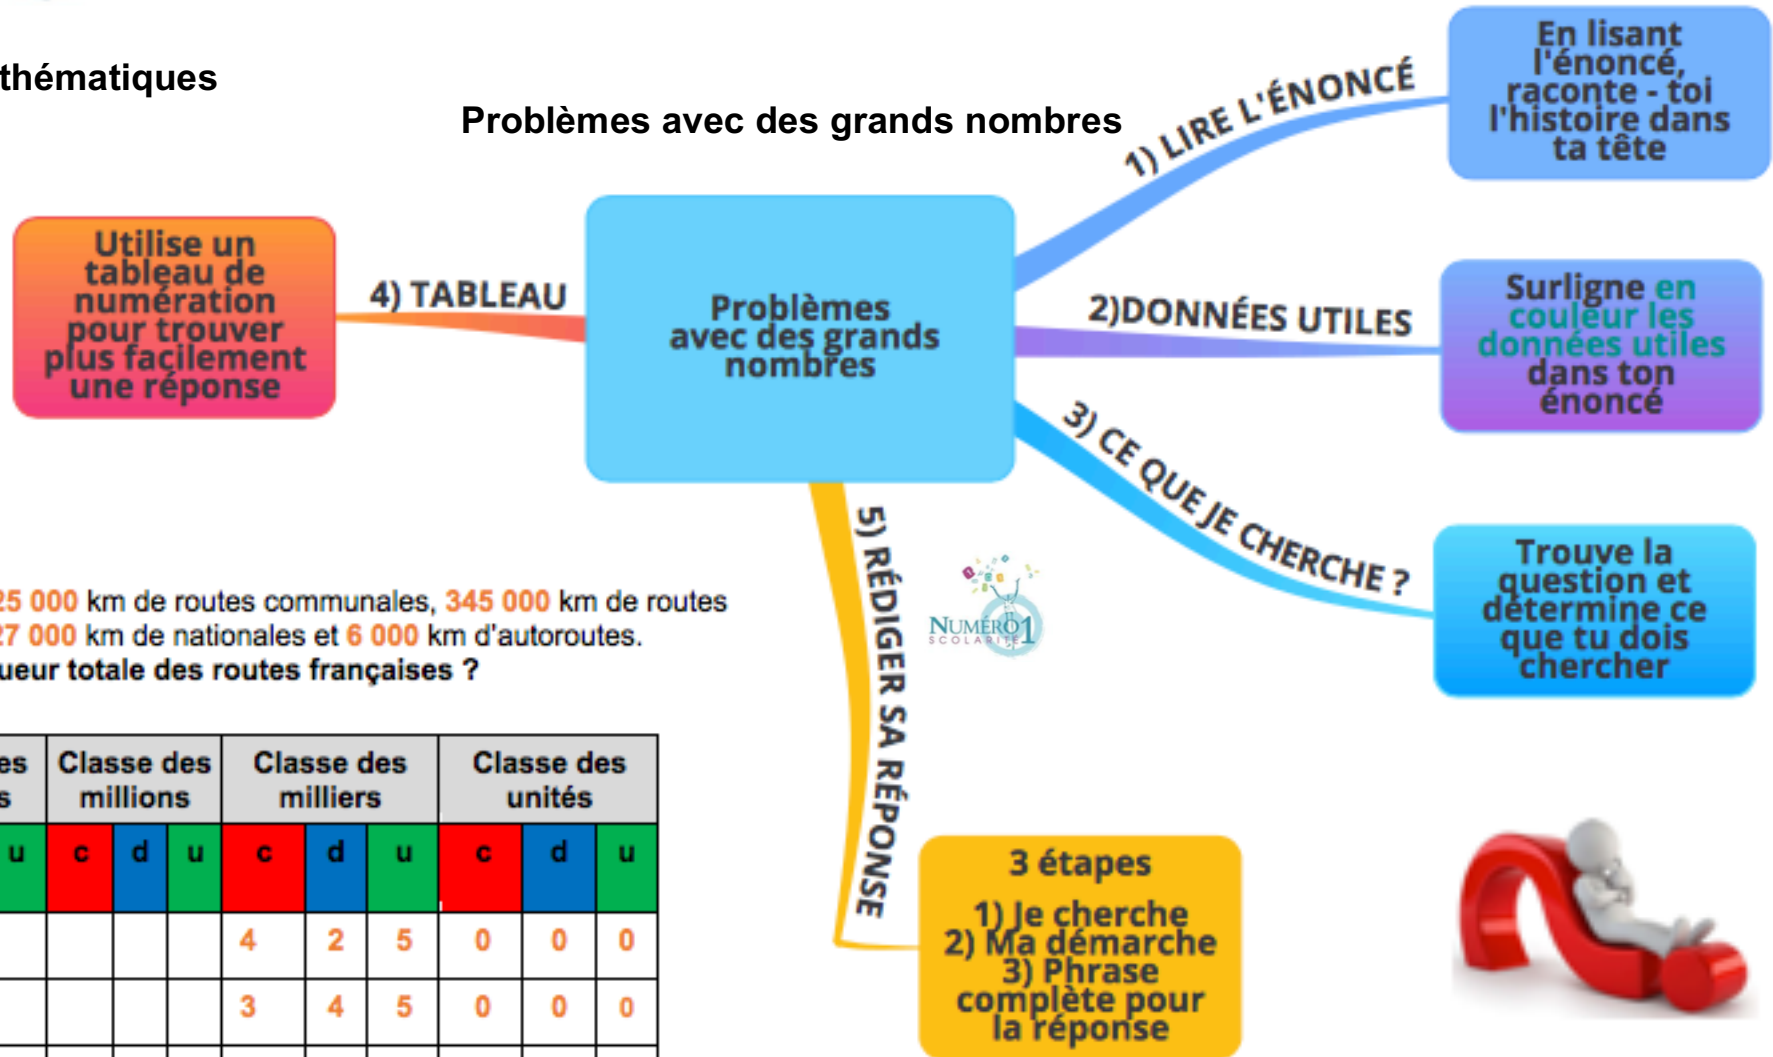 thématiques
Problèmes avec des grands nombres
1) LIRE L'ÉNONCÉ
En lisant
l'énoncé,
raconte - toi
l'histoire dans
ta tête
Utilise un
tableau de
numération
pour trouver
plus facilement
une réponse
4) TABLEAU
Problèmes
avec des grands
nombres
2)DONNÉES UTILES
Surligne en
couleur les
données utiles
dans ton
énoncé
3) CE QUE JE CHERCHE ?
Trouve la
question et
détermine ce
que tu dois
chercher
5) RÉDIGER SA RÉPONSE
NUMÉRO1
SCOLARITÉ
3 étapes
1) Je cherche
2) Ma démarche
3) Phrase
complète pour
la réponse
25 000 km de routes communales, 345 000 km de routes
27 000 km de nationales et 6 000 km d'autoroutes.
ueur totale des routes françaises ?
es Classe des Classe des Classe des
s millions milliers unités
u c d u c d u c d u
4 2 5 0 0 0
3 4 5 0 0 0